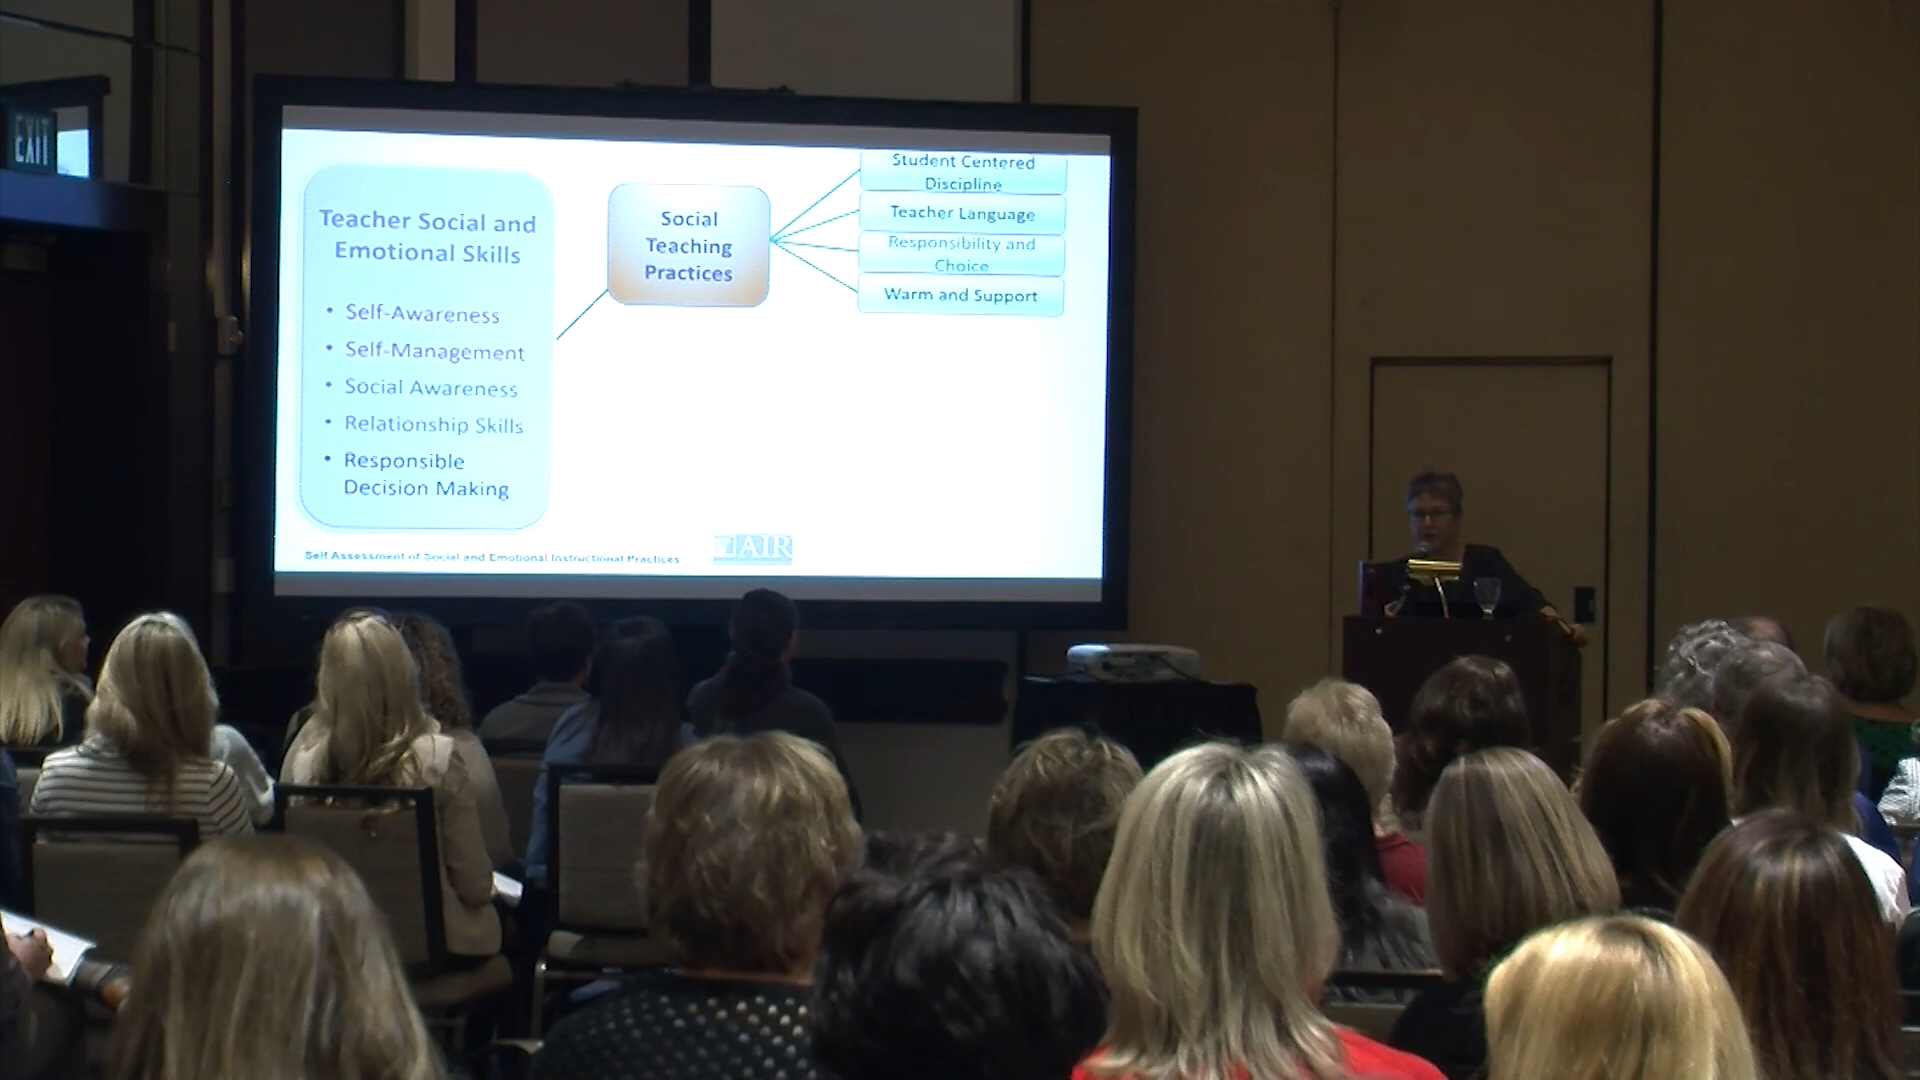 EXIT
Teacher Social and
Emotional Skills
• Self-Awareness
• Self-Management
• Social Awareness
• Relationship Skills
• Responsible
Decision Making
Social
Teaching
Practices
Student Centered
Discipline
Teacher Language
Responsibility and
Choice
Warm and Support
Self Assessment of Social and Emotional Instructional Practices
AIR